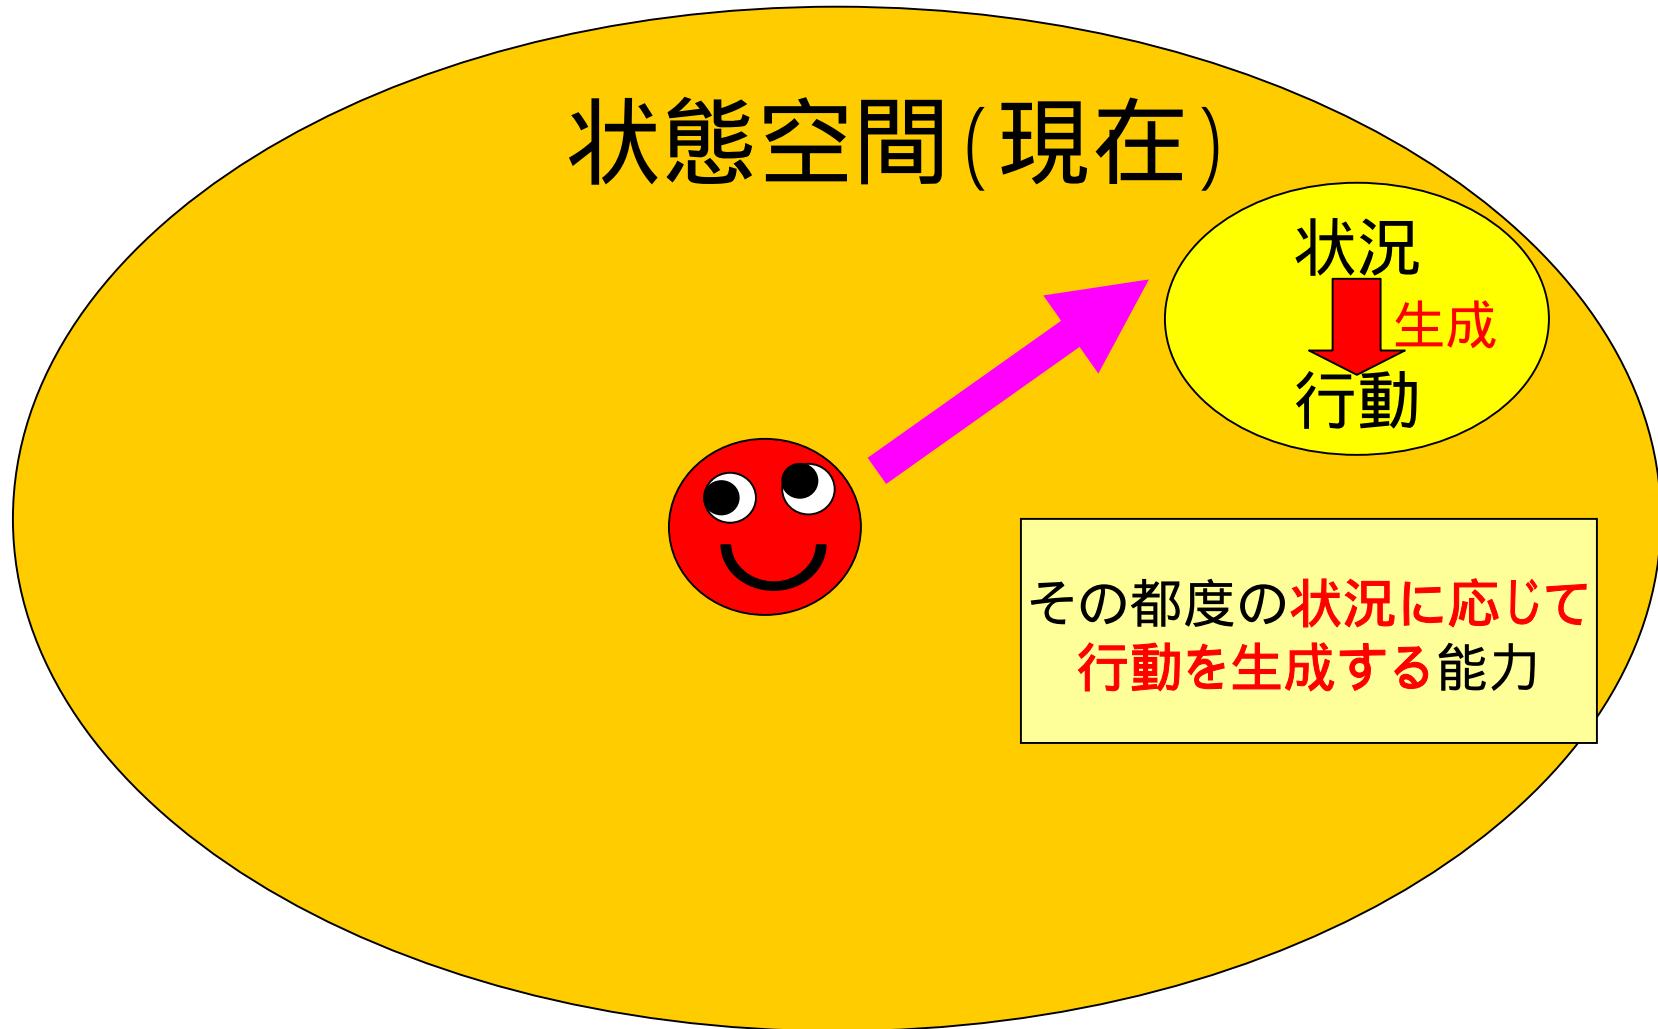 状態空間(現在)
状況
生成
行動
その都度の状況に応じて
行動を生成する能力